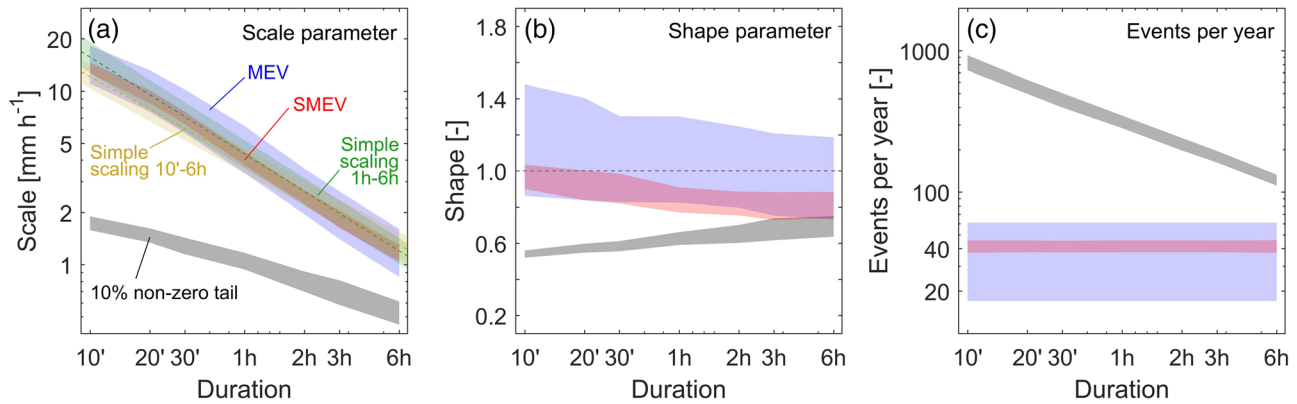 (a) Scale parameter
20
10
5
2
1
Scale [mm h⁻¹]
MEV
SMEV
Simple
scaling 10'-6h
Simple
scaling
1h-6h
10% non-zero tail
10' 20' 30' 1h 2h 3h 6h
Duration
(b) Shape parameter
1.8
1.4
1.0
0.6
0.2
Shape [-]
10' 20' 30' 1h 2h 3h 6h
Duration
(c) Events per year
1000
100
40
20
Events per year [-]
10' 20' 30' 1h 2h 3h 6h
Duration